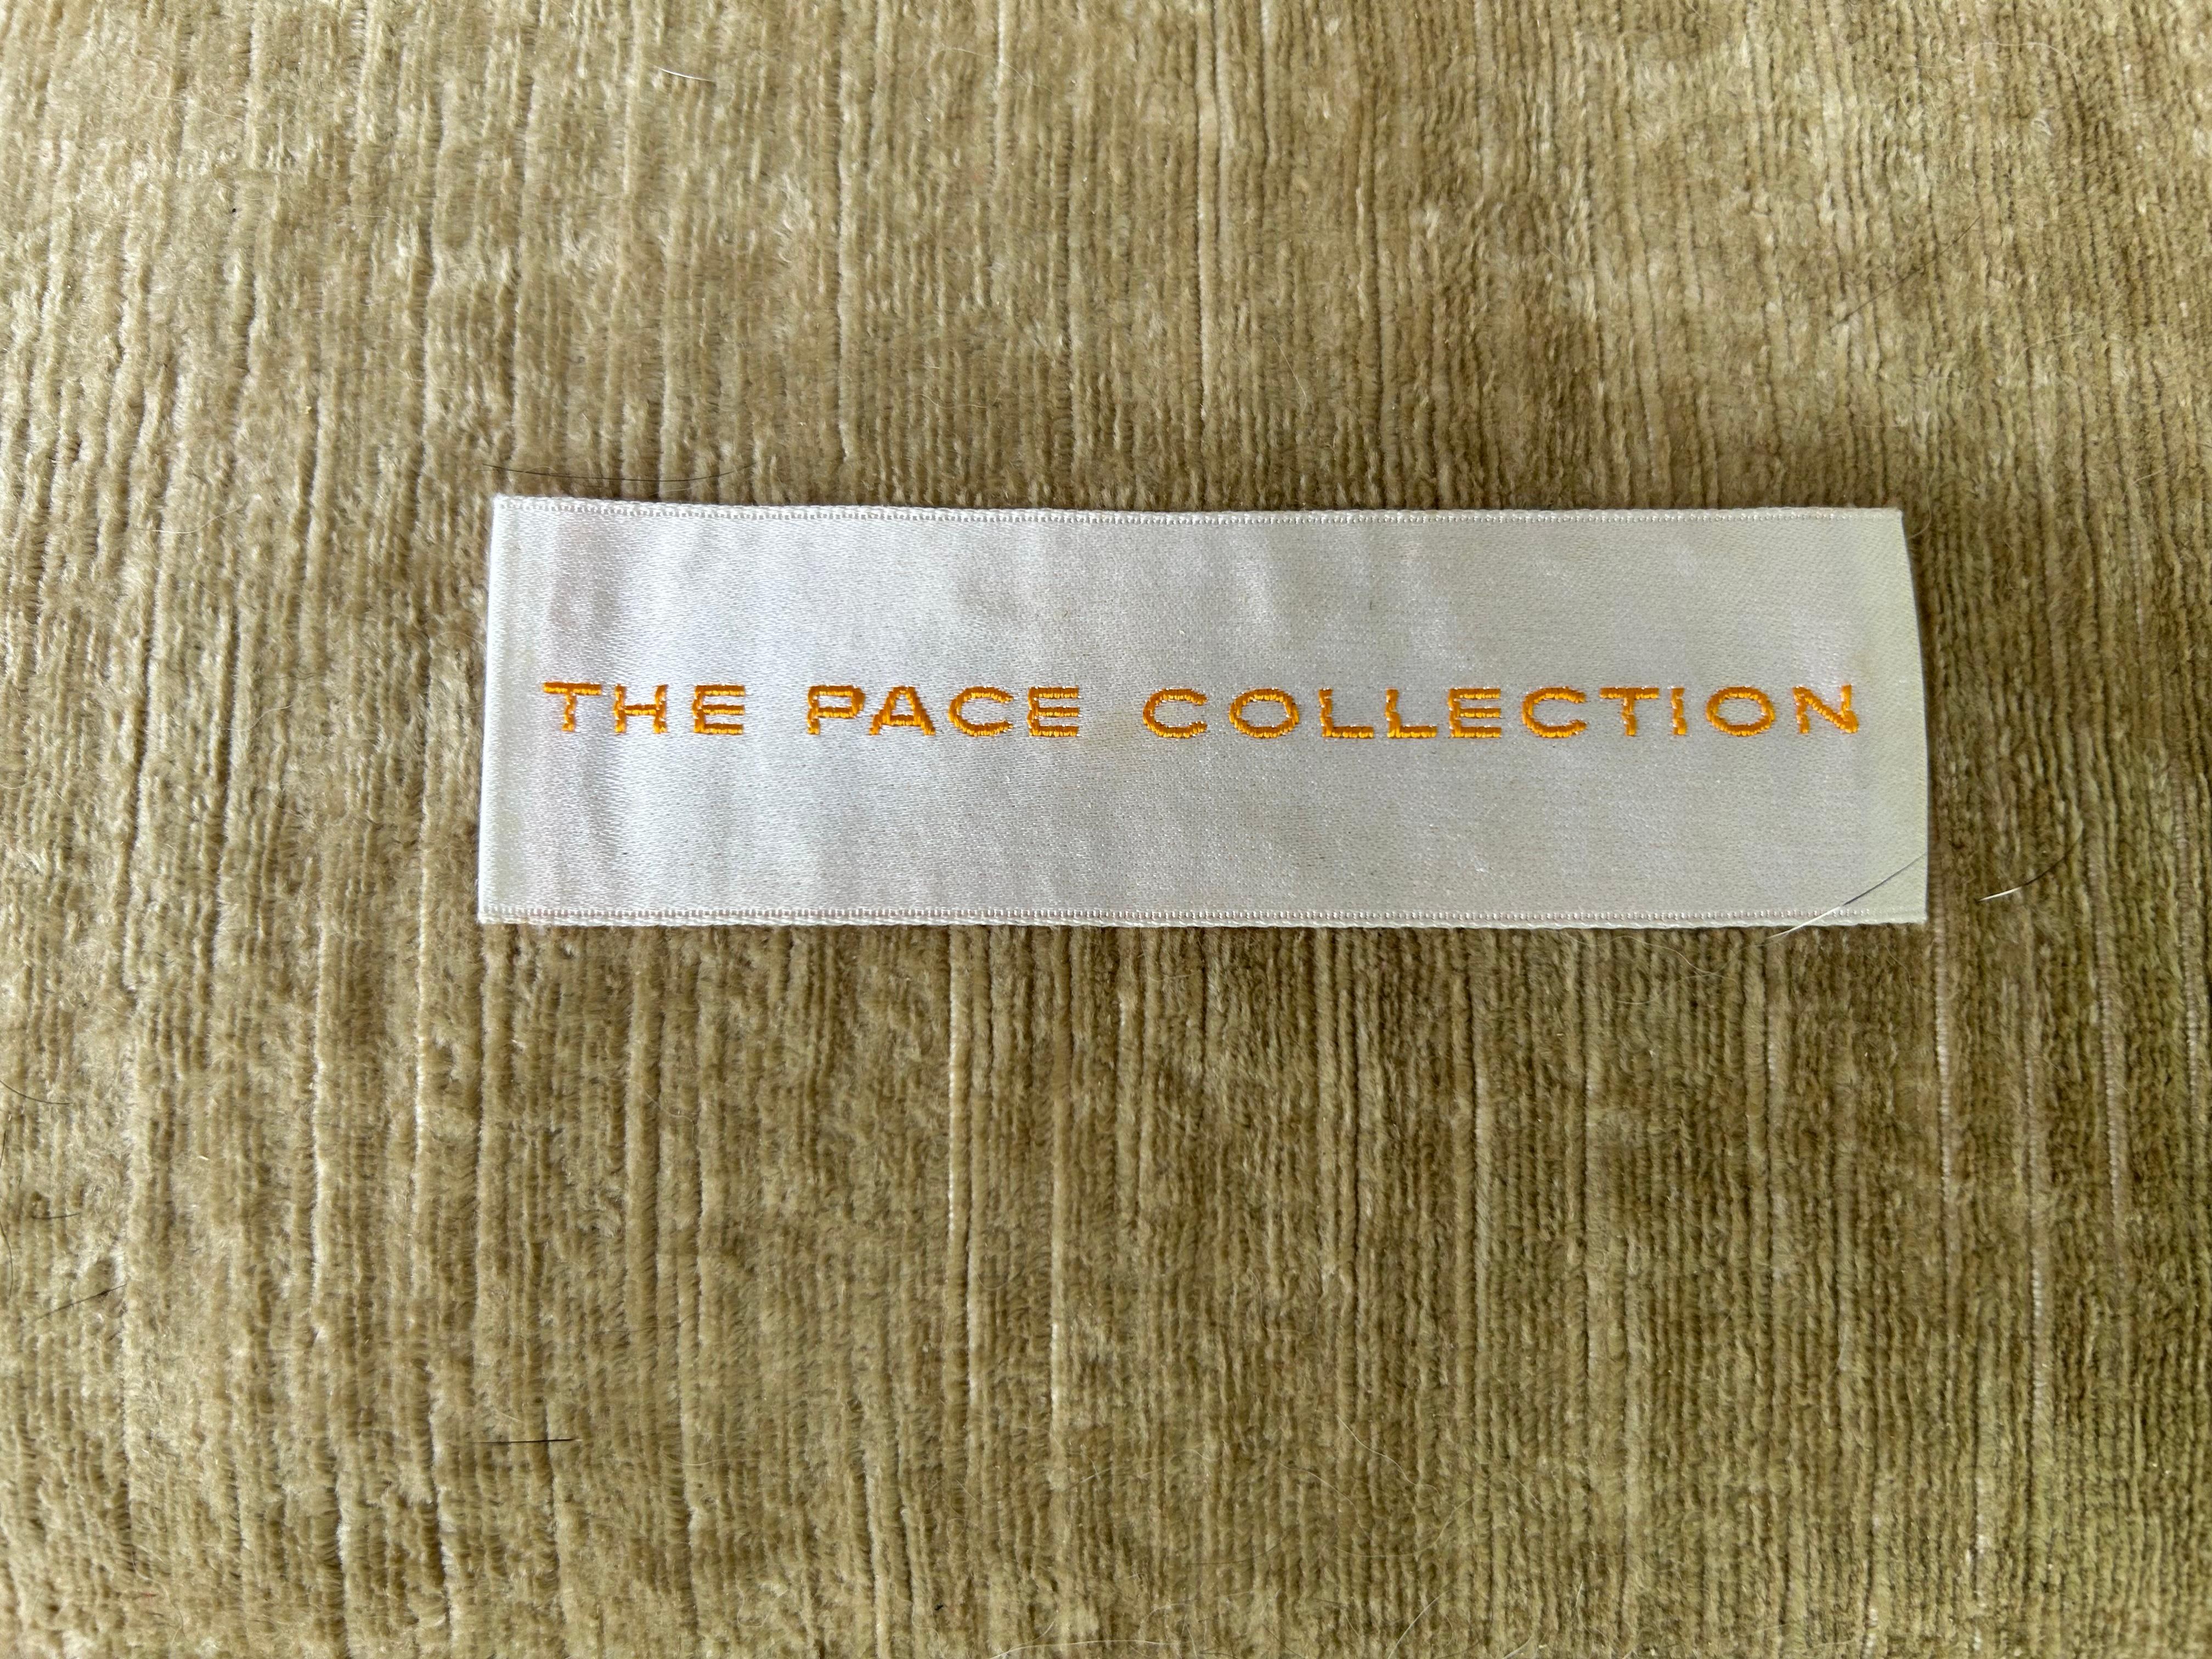 THE PACE COLLECTION